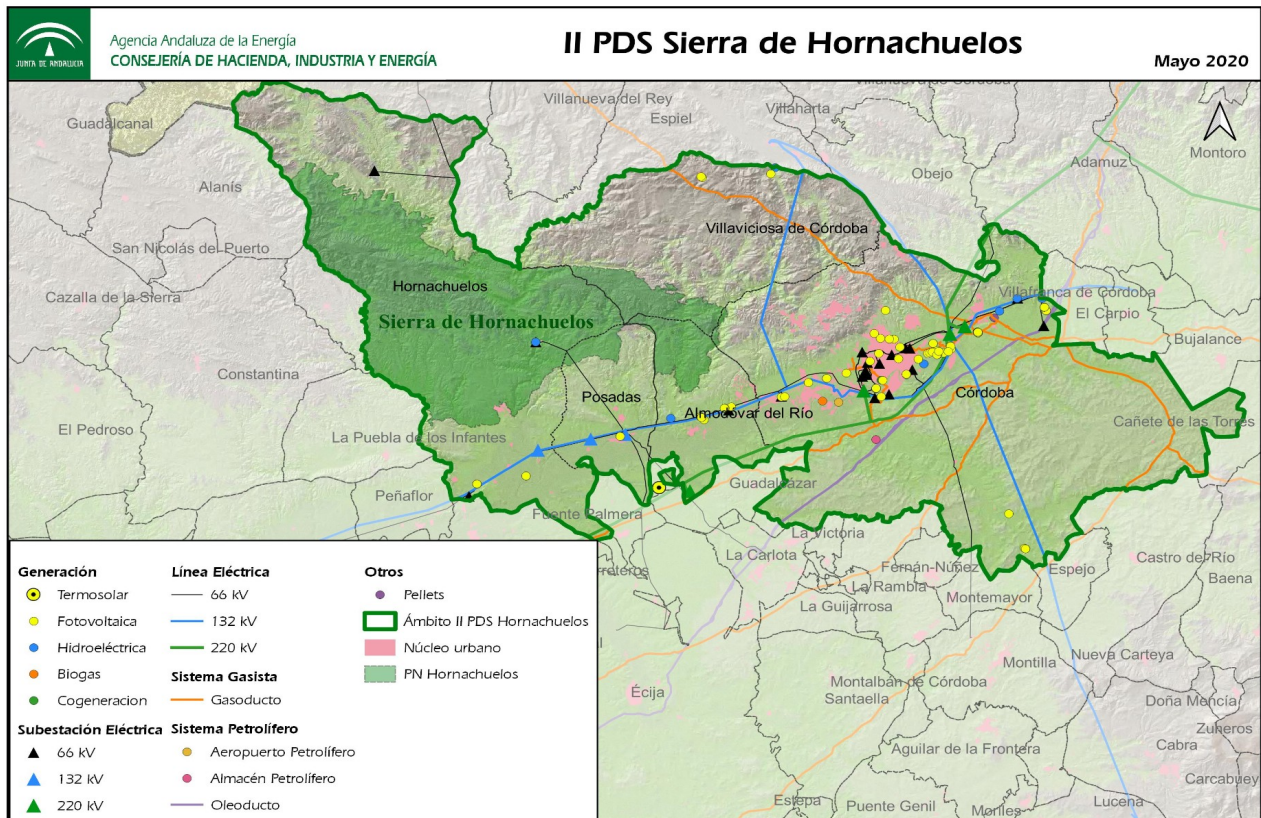 JUNTA DE ANDALUCIA
Agencia Andaluza de la Energía
CONSEJERÍA DE HACIENDA, INDUSTRIA Y ENERGÍA
II PDS Sierra de Hornachuelos
Mayo 2020
Guadalcanal
Villanueva del Rey
Espiel
Villaharta
Adamuz
Montoro
Alanís
Obejo
San Nicolás del Puerto
Villaviciosa de Córdoba
Cazalla de la Sierra
Hornachuelos
Sierra de Hornachuelos
Villafranca de Córdoba
El Carpio
Bujalance
Constantina
Posadas
Almodóvar del Río
Córdoba
Cañete de las Torres
El Pedroso
La Puebla de los Infantes
Peñaflor
Guadalcázar
Fuente Palmera
La Victoria
La Carlota
Fernán-Núñez
Espejo
Castro del Río
Baena
La Rambla
Montemayor
La Guijarrosa
Écija
Montilla
Nueva Carteya
Montalbán de Córdoba
Santaella
Doña Mencía
Zuheros
Aguilar de la Frontera
Cabra
Carcabuey
Estepa
Puente Genil
Moriles
Lucena
Generación
Termosolar
Fotovoltaica
Hidroeléctrica
Biogas
Cogeneracion
Subestación Eléctrica
66 kV
132 kV
220 kV
Línea Eléctrica
66 kV
132 kV
220 kV
Sistema Gasista
Gasoducto
Sistema Petrolífero
Aeropuerto Petrolífero
Almacén Petrolífero
Oleoducto
Otros
Pellets
Ámbito II PDS Hornachuelos
Núcleo urbano
PN Hornachuelos